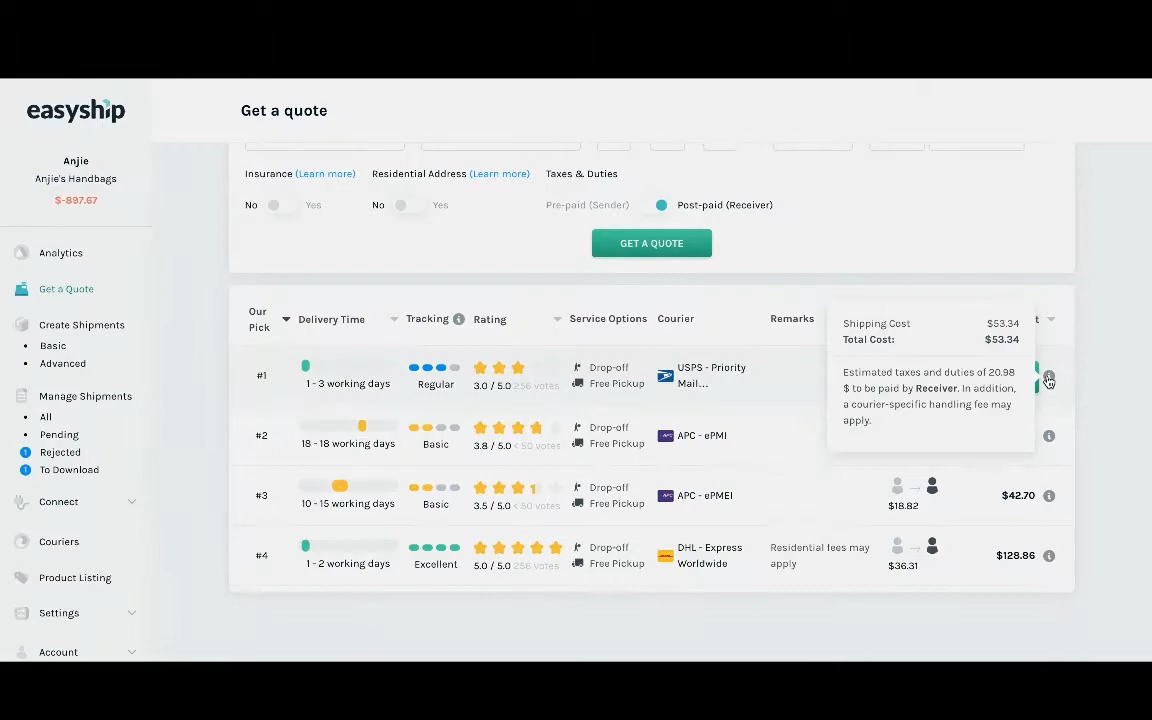 easyship
Get a quote
Anjie
Anjie's Handbags
$-897.67
Analytics
Get a Quote
Create Shipments
Basic
Advanced
Manage Shipments
All
Pending
1 Rejected
1 To Download
Connect
Couriers
Product Listing
Settings
Account
Insurance (Learn more) Residential Address (Learn more) Taxes & Duties
No Yes No Yes Pre-paid (Sender) Post-paid (Receiver)
GET A QUOTE
Our Pick Delivery Time Tracking i Rating Service Options Courier Remarks
#1 1 - 3 working days Regular 3.0 / 5.0 256 votes Drop-off Free Pickup USPS - Priority Mail...
#2 18 - 18 working days Basic 3.8 / 5.0 < 50 votes Drop-off Free Pickup APC - ePMI
#3 10 - 15 working days Basic 3.5 / 5.0 < 50 votes Drop-off Free Pickup APC - ePMEI $18.82 $42.70
#4 1 - 2 working days Excellent 5.0 / 5.0 256 votes Drop-off Free Pickup DHL - Express Worldwide Residential fees may apply $36.31 $128.86
Shipping Cost $53.34
Total Cost: $53.34
Estimated taxes and duties of 20.98
$ to be paid by Receiver. In addition,
a courier-specific handling fee may
apply.